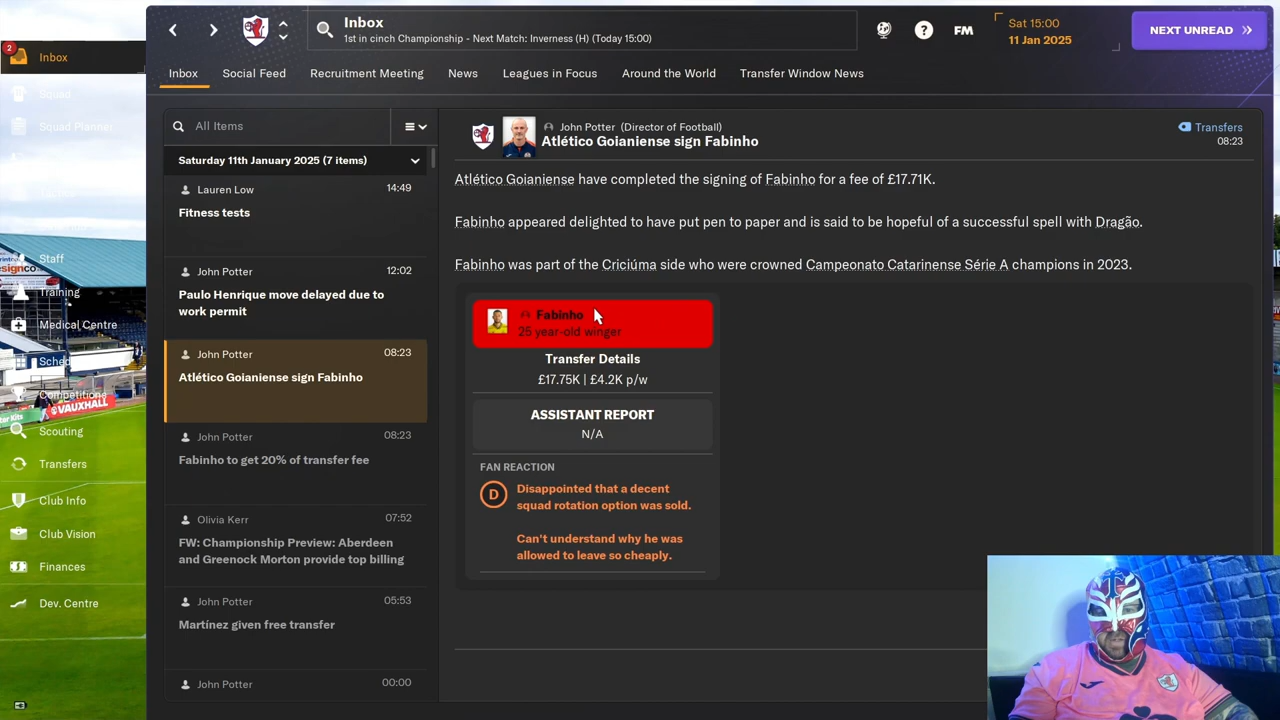 Inbox
1st in cinch Championship - Next Match: Inverness (H) (Today 15:00)
?
FM
Sat 15:00
11 Jan 2025
NEXT UNREAD
2
Inbox
Squad
Squad Planner
Staff
Training
Medical Centre
Sched
Competitions
VAUXHALL
Scouting
Transfers
Club Info
Club Vision
Finances
Dev. Centre
Inbox
Social Feed
Recruitment Meeting
News
Leagues in Focus
Around the World
Transfer Window News
All Items
Saturday 11th January 2025 (7 items)
Lauren Low
14:49
Fitness tests
John Potter
12:02
Paulo Henrique move delayed due to
work permit
John Potter
08:23
Atlético Goianiense sign Fabinho
John Potter
08:23
Fabinho to get 20% of transfer fee
Olivia Kerr
07:52
FW: Championship Preview: Aberdeen
and Greenock Morton provide top billing
John Potter
05:53
Martínez given free transfer
John Potter
00:00
John Potter (Director of Football)
Atlético Goianiense sign Fabinho
Transfers
08:23
Atlético Goianiense have completed the signing of Fabinho for a fee of £17.71K.
Fabinho appeared delighted to have put pen to paper and is said to be hopeful of a successful spell with Dragão.
Fabinho was part of the Criciúma side who were crowned Campeonato Catarinense Série A champions in 2023.
Fabinho
25 year-old winger
Transfer Details
£17.75K | £4.2K p/w
ASSISTANT REPORT
N/A
FAN REACTION
D
Disappointed that a decent
squad rotation option was sold.
Can't understand why he was
allowed to leave so cheaply.